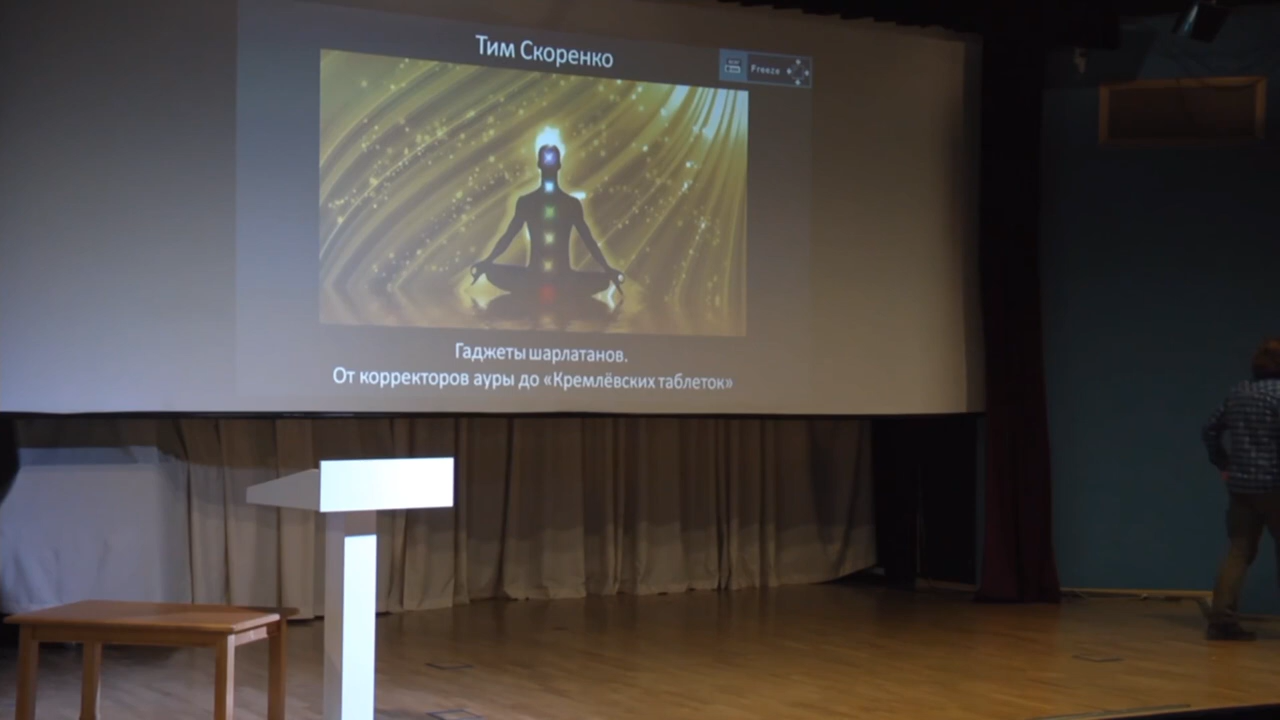 Тим Скоренко
Freeze
Гаджеты шарлатанов.
От корректоров ауры до «Кремлёвских таблеток»